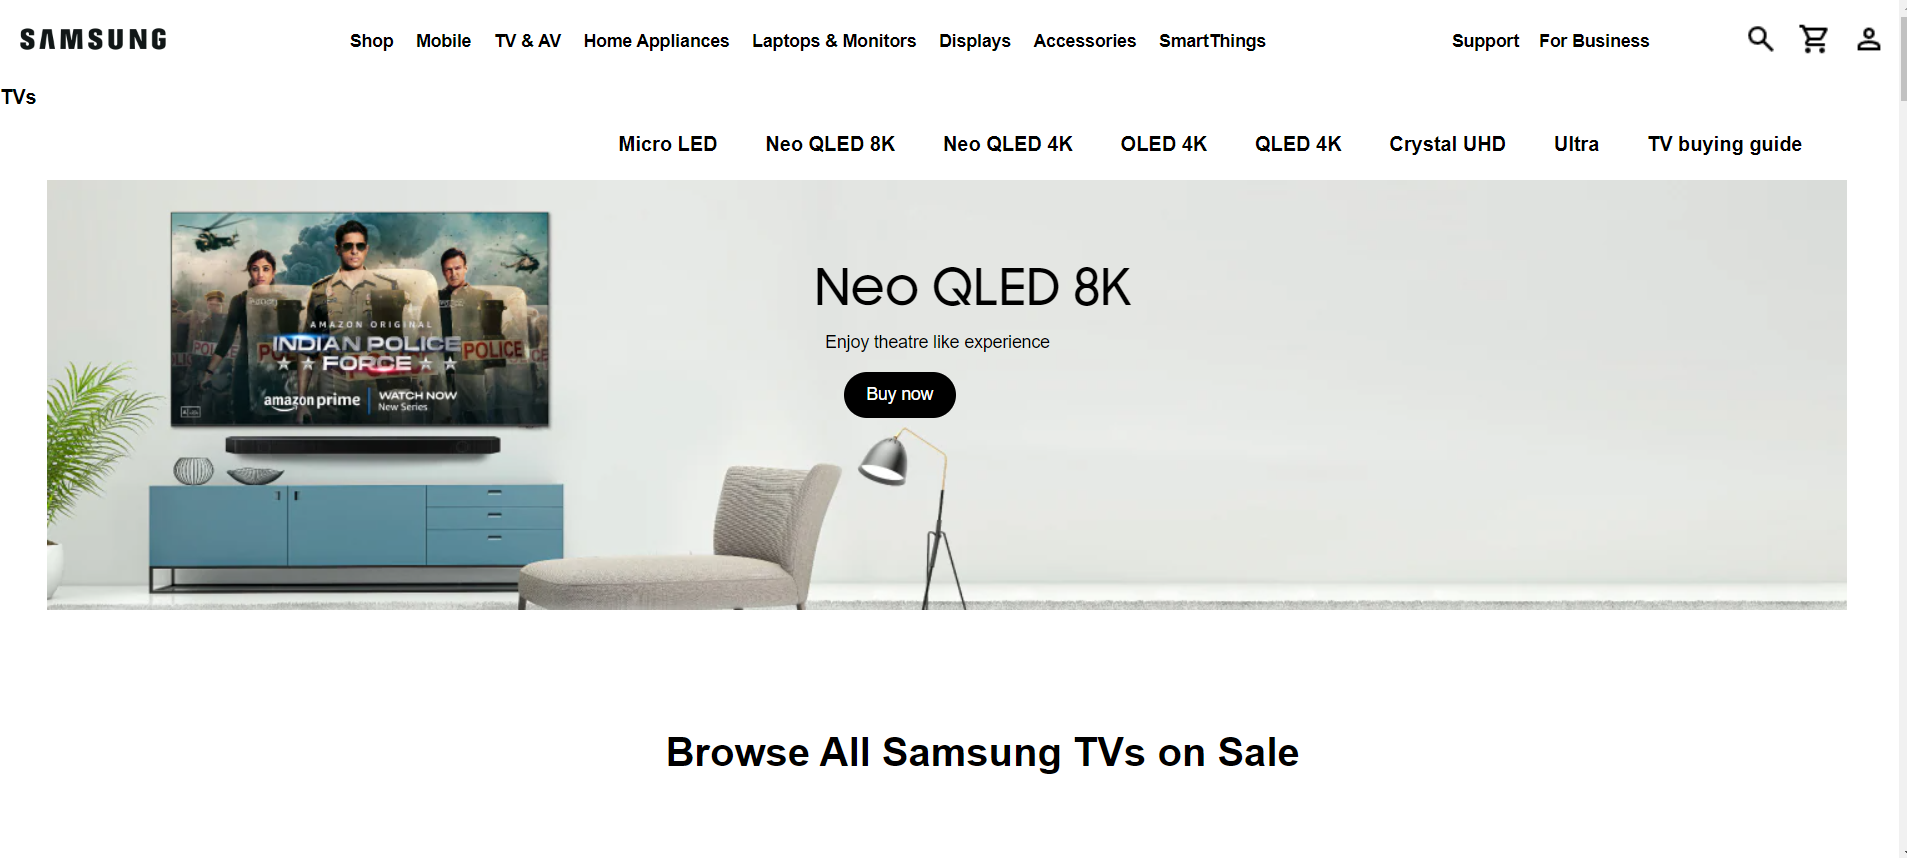 SAMSUNG Shop Mobile TV & AV Home Appliances Laptops & Monitors Displays Accessories SmartThings Support For Business
TVs
Micro LED Neo QLED 8K Neo QLED 4K OLED 4K QLED 4K Crystal UHD Ultra TV buying guide
AMAZON ORIGINAL
INDIAN POLICE
FORCE
POLICE
amazon prime
WATCH NOW
New Series
Neo QLED 8K
Enjoy theatre like experience
Buy now
Browse All Samsung TVs on Sale